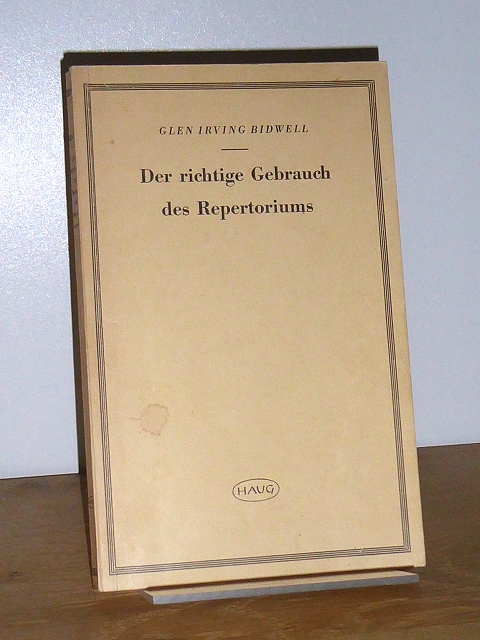 GLEN IRVING BIDWELL
Der richtige Gebrauch
des Repertoriums
HAUG